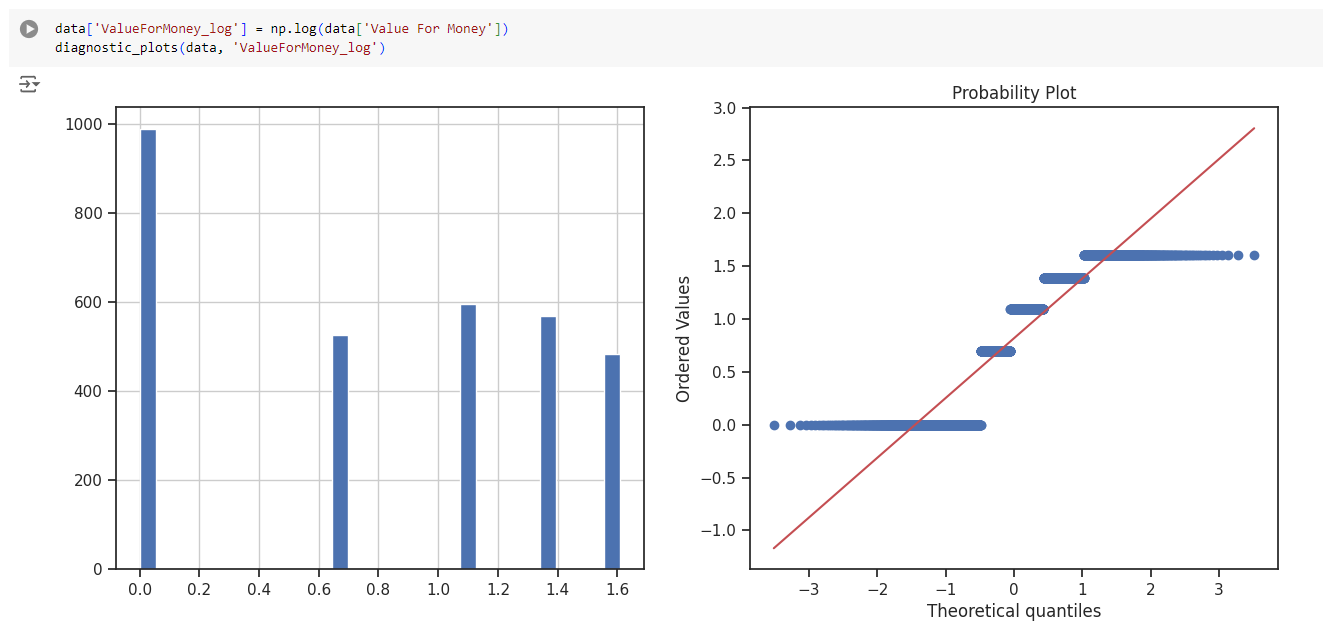 data['ValueForMoney_log'] = np.log(data['Value For Money'])
diagnostic_plots(data, 'ValueForMoney_log')
1000
800
600
400
200
0
0.0 0.2 0.4 0.6 0.8 1.0 1.2 1.4 1.6
Probability Plot
Ordered Values
3.0
2.5
2.0
1.5
1.0
0.5
0.0
−0.5
−1.0
−3 −2 −1 0 1 2 3
Theoretical quantiles